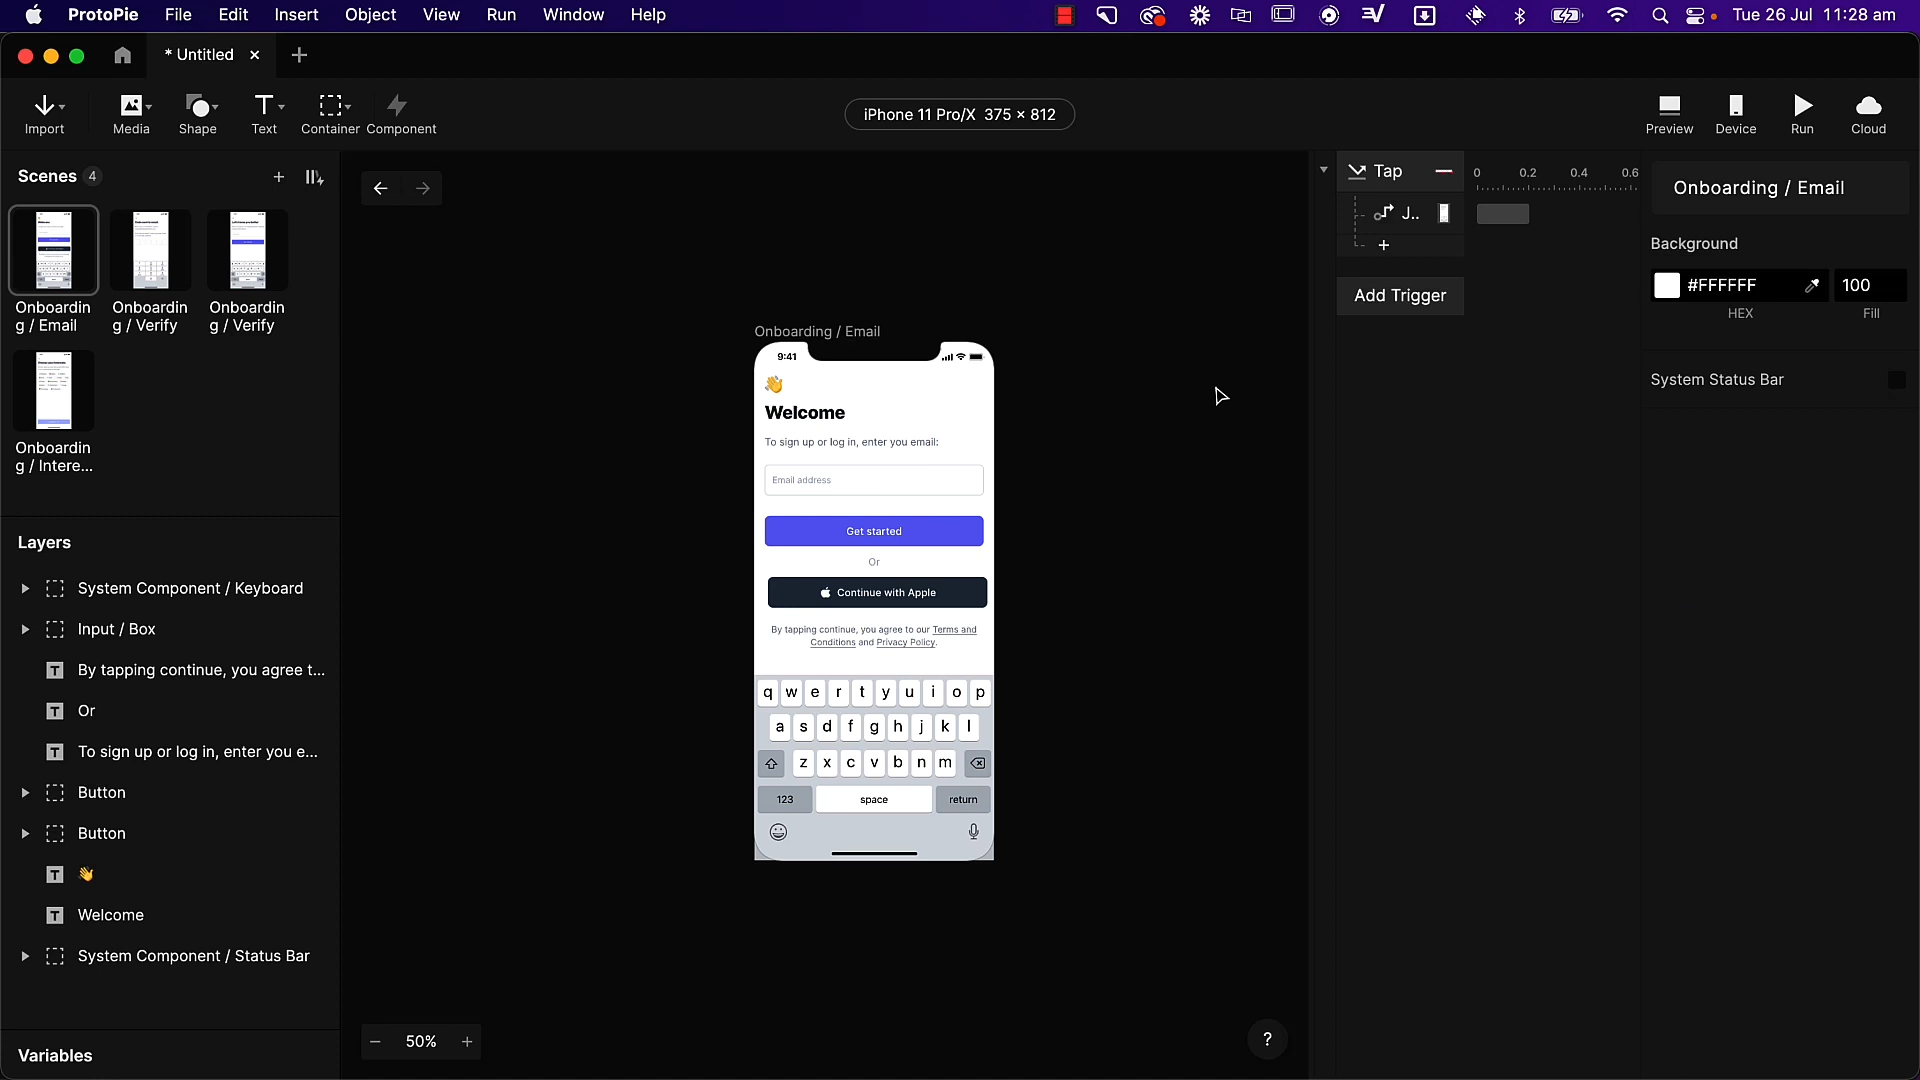 ProtoPie File Edit Insert Object View Run Window Help Tue 26 Jul 11:28 am
* Untitled
Import Media Shape Text Container Component
iPhone 11 Pro/X 375 × 812
Preview Device Run Cloud
Scenes 4
Onboardin
g / Email
Onboardin
g / Verify
Onboardin
g / Verify
Onboardin
g / Intere...
Layers
System Component / Keyboard
Input / Box
By tapping continue, you agree t...
Or
To sign up or log in, enter you e...
Button
Button
👋
Welcome
System Component / Status Bar
Variables
Onboarding / Email
9:41
👋
Welcome
To sign up or log in, enter you email:
Email address
Get started
Or
Continue with Apple
By tapping continue, you agree to our Terms and
Conditions and Privacy Policy.
q w e r t y u i o p
a s d f g h j k l
z x c v b n m
123 space return
50%
?
Tap
0 0.2 0.4 0.6
J..
Add Trigger
Onboarding / Email
Background
#FFFFFF 100
HEX Fill
System Status Bar